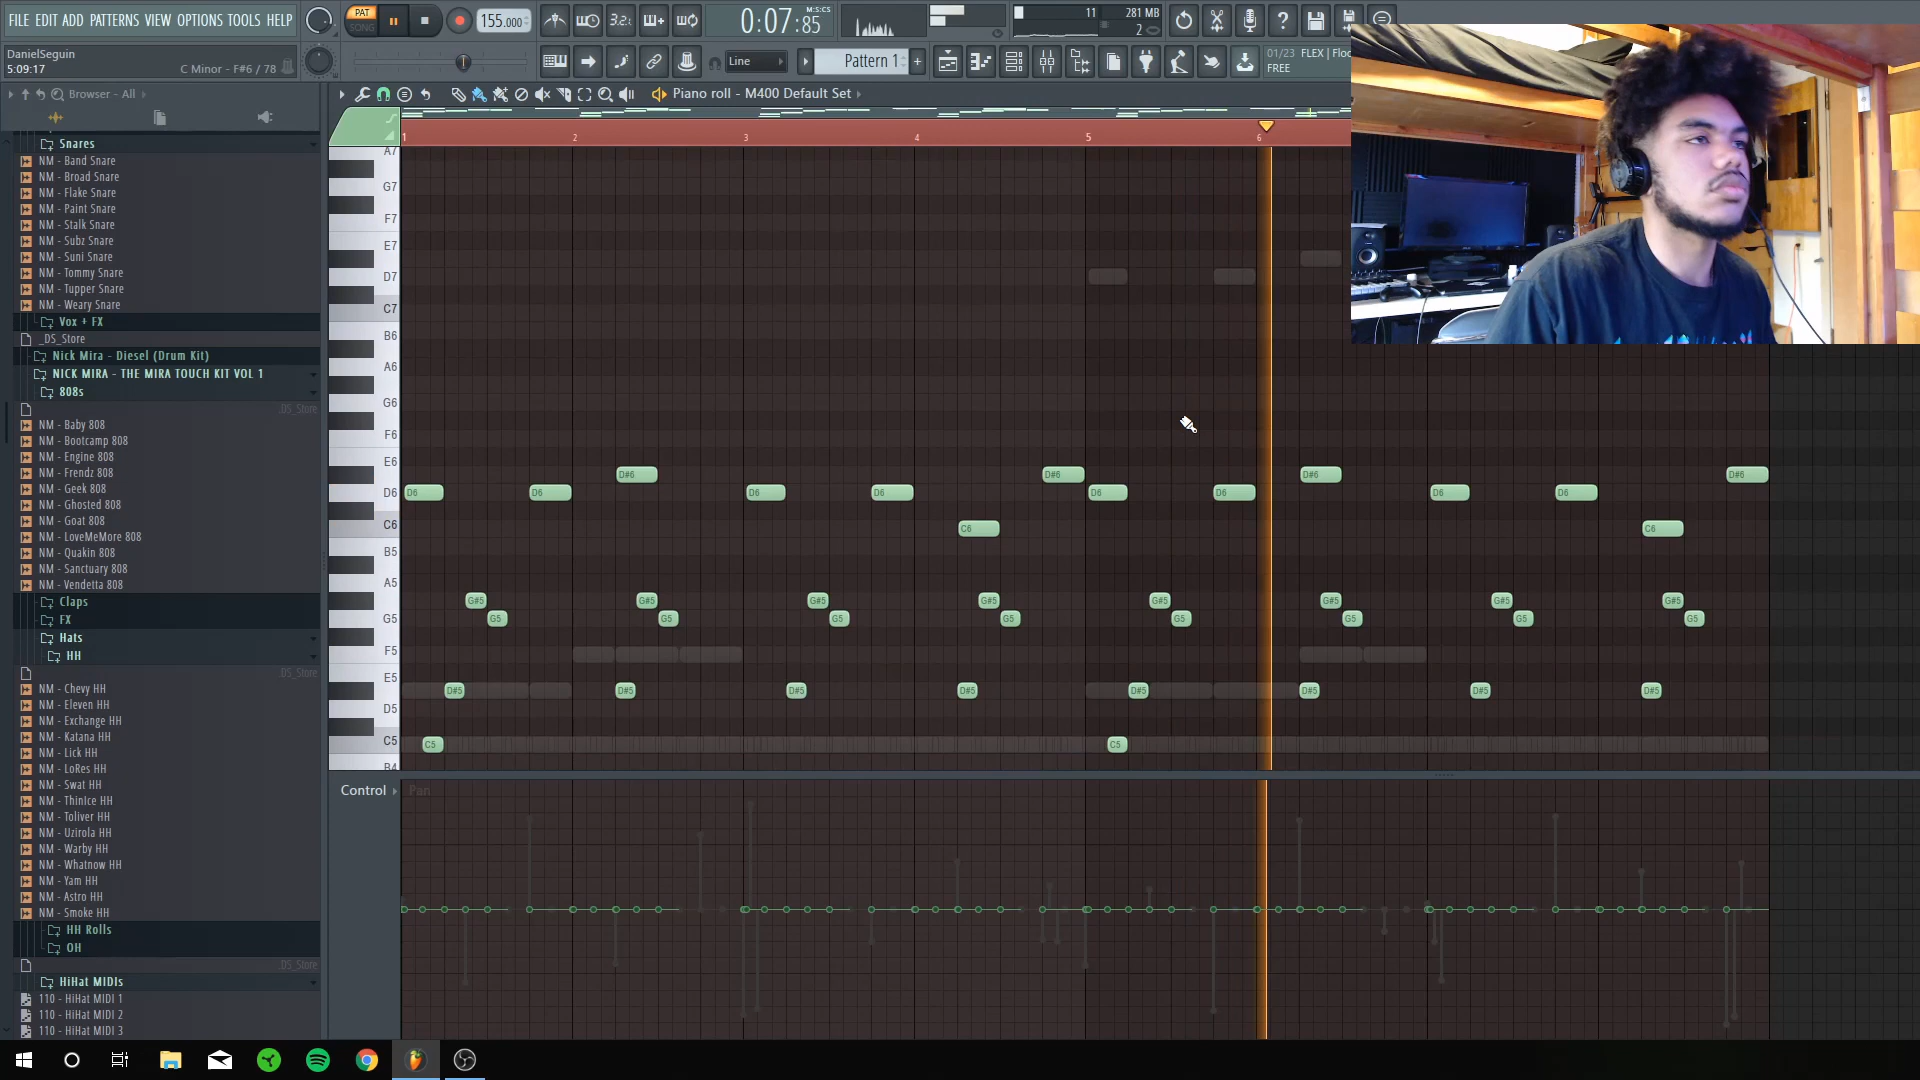 FILE EDIT ADD PATTERNS VIEW OPTIONS TOOLS HELP
PAT
SONG
155.000
3.2.
0:07:85
M:S:CS
11
281 MB
2
DanielSeguin
5:09:17
C Minor - F#6 / 78
Line
Pattern 1
+
01/23 FLEX | Floo
FREE
Browser - All
Piano roll - M400 Default Set
Snares
NM - Band Snare
NM - Broad Snare
NM - Flake Snare
NM - Paint Snare
NM - Stalk Snare
NM - Subz Snare
NM - Suni Snare
NM - Tommy Snare
NM - Tupper Snare
NM - Weary Snare
Vox + FX
_DS_Store
Nick Mira - Diesel (Drum Kit)
NICK MIRA - THE MIRA TOUCH KIT VOL 1
808s
.DS_Store
NM - Baby 808
NM - Bootcamp 808
NM - Engine 808
NM - Frendz 808
NM - Geek 808
NM - Ghosted 808
NM - Goat 808
NM - LoveMeMore 808
NM - Quakin 808
NM - Sanctuary 808
NM - Vendetta 808
Claps
FX
Hats
HH
.DS_Store
NM - Chevy HH
NM - Eleven HH
NM - Exchange HH
NM - Katana HH
NM - Lick HH
NM - LoRes HH
NM - Swat HH
NM - Thinice HH
NM - Toliver HH
NM - Uzirola HH
NM - Warby HH
NM - Whatnow HH
NM - Yam HH
NM - Astro HH
NM - Smoke HH
HH Rolls
OH
.DS_Store
HiHat MIDIs
110 - HiHat MIDI 1
110 - HiHat MIDI 2
110 - HiHat MIDI 3
1 2 3 4 5 6
A7
G7
F7
E7
D7
C7
B6
A6
G6
F6
E6
D#6 D#6 D#6 D#6
D6 D6 D6 D6 D6 D6 D6 D6 D6
C6 C6 C6
B5
A5
G#5 G#5 G#5 G#5 G#5 G#5 G#5 G#5
G5 G5 G5 G5 G5 G5 G5 G5 G5
F5
E5
D#5 D#5 D#5 D#5 D#5 D#5 D#5 D#5
D5
C5 C5 C5
B4
Control
Pan